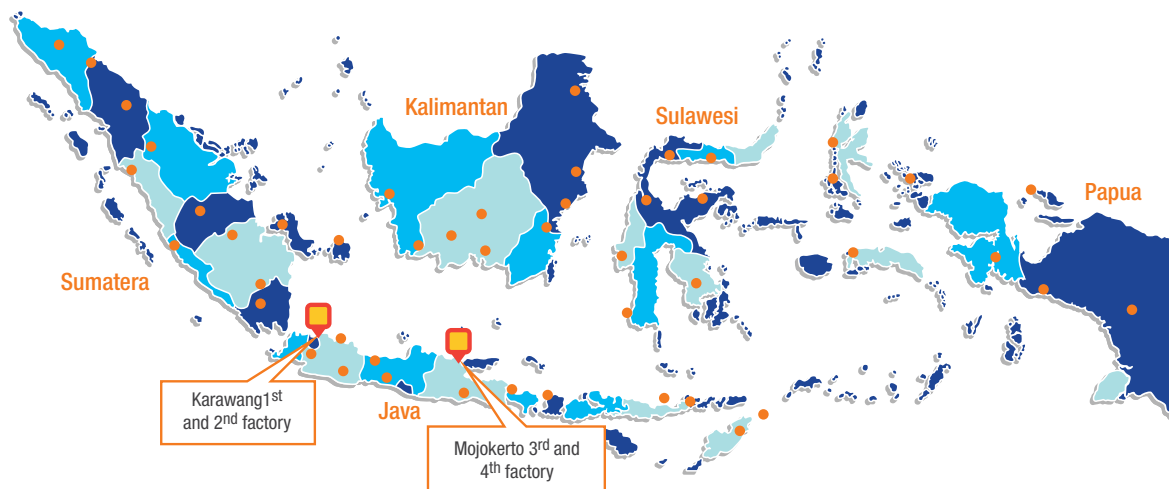 Kalimantan
Sulawesi
Papua
Sumatera
Karawang1st
and 2nd factory
Java
Mojokerto 3rd and
4th factory